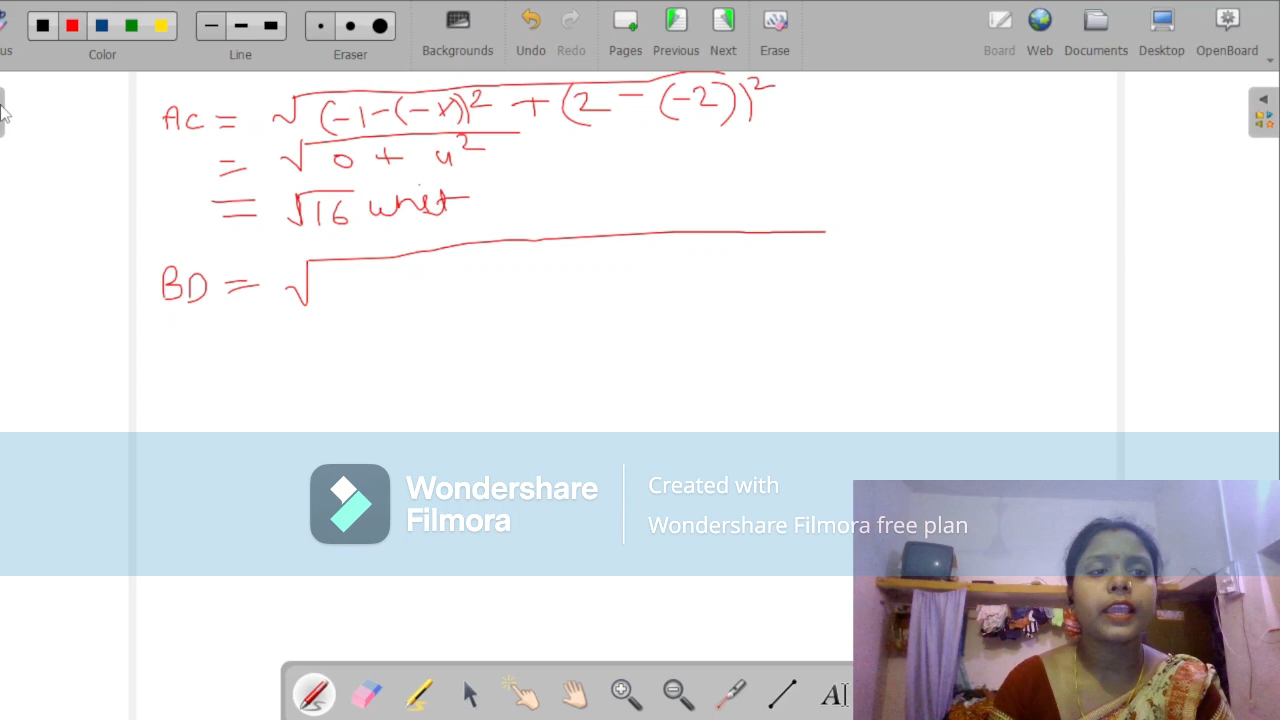 Color Line Eraser Backgrounds Undo Redo Pages Previous Next Erase Board Web Documents Desktop OpenBoard
AC = √(-1-(-x))² + (2 - (-2))²
= √0 + 4²
= √16 unit
BD = √
Wondershare Filmora
Created with
Wondershare Filmora free plan